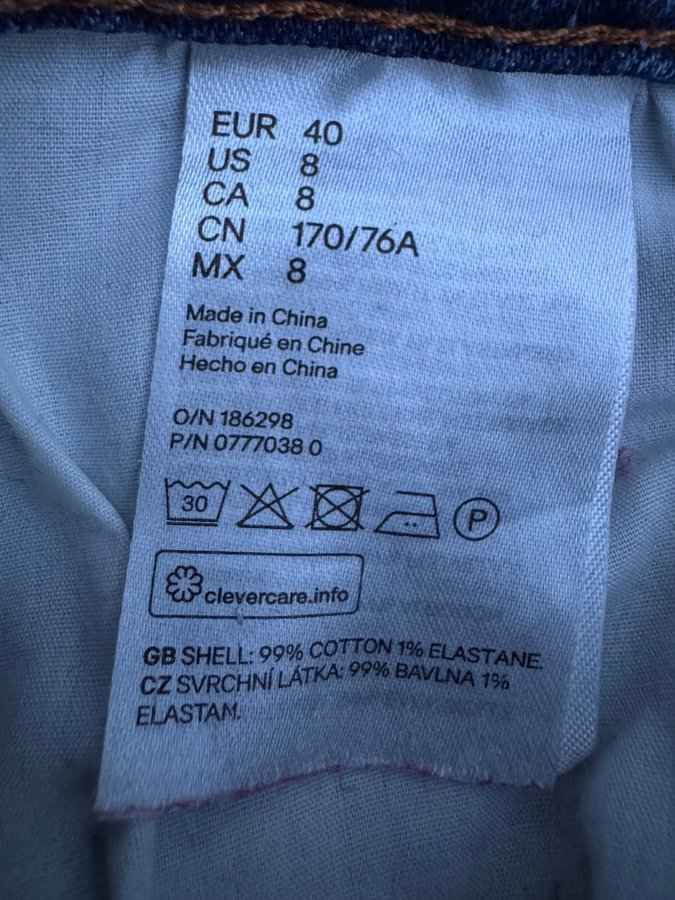 EUR 40
US 8
CA 8
CN 170/76A
MX 8
Made in China
Fabriqué en Chine
Hecho en China
O/N 186298
P/N 0777038 0
30
P
clevercare.info
GB SHELL: 99% COTTON 1% ELASTANE.
CZ SVRCHNÍ LÁTKA: 99% BAVLNA 1%
ELASTAM.